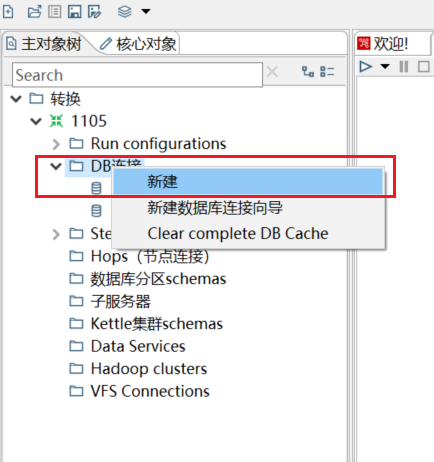 主对象树 核心对象 欢迎!
Search
转换
1105
Run configurations
DB连接
新建
新建数据库连接向导
Ste
Clear complete DB Cache
Hops（节点连接）
数据库分区schemas
子服务器
Kettle集群schemas
Data Services
Hadoop clusters
VFS Connections